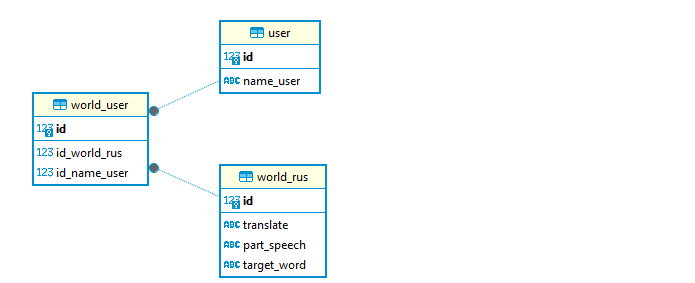 user
123 id
ABC name_user
world_user
123 id
123 id_world_rus
123 id_name_user
world_rus
123 id
ABC translate
ABC part_speech
ABC target_word